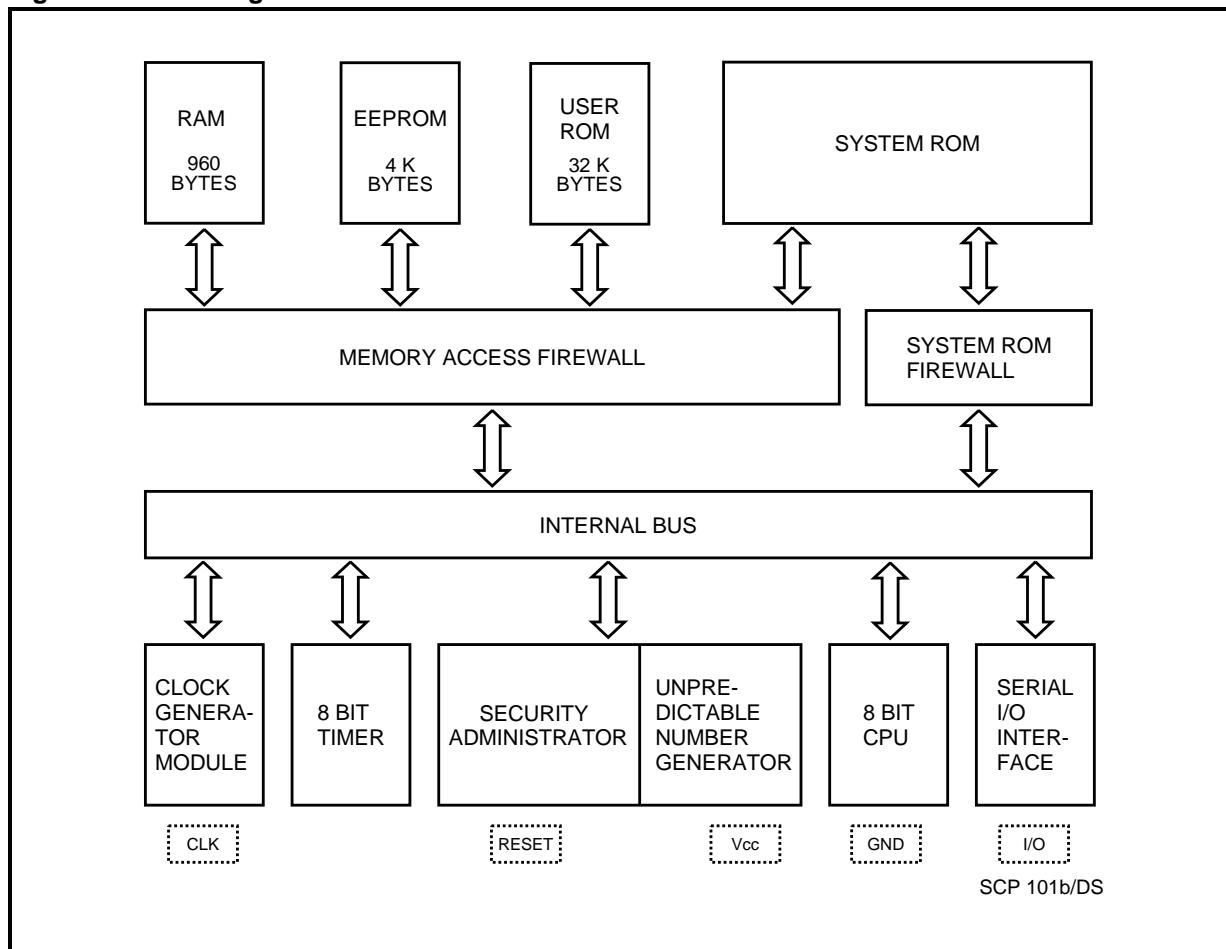 RAM
960
BYTES
EEPROM
4 K
BYTES
USER
ROM
32 K
BYTES
SYSTEM ROM
MEMORY ACCESS FIREWALL
SYSTEM ROM
FIREWALL
INTERNAL BUS
CLOCK
GENERA-
TOR
MODULE
8 BIT
TIMER
SECURITY
ADMINISTRATOR
UNPRE-
DICTABLE
NUMBER
GENERATOR
8 BIT
CPU
SERIAL
I/O
INTER-
FACE
CLK
RESET
Vcc
GND
I/O
SCP 101b/DS